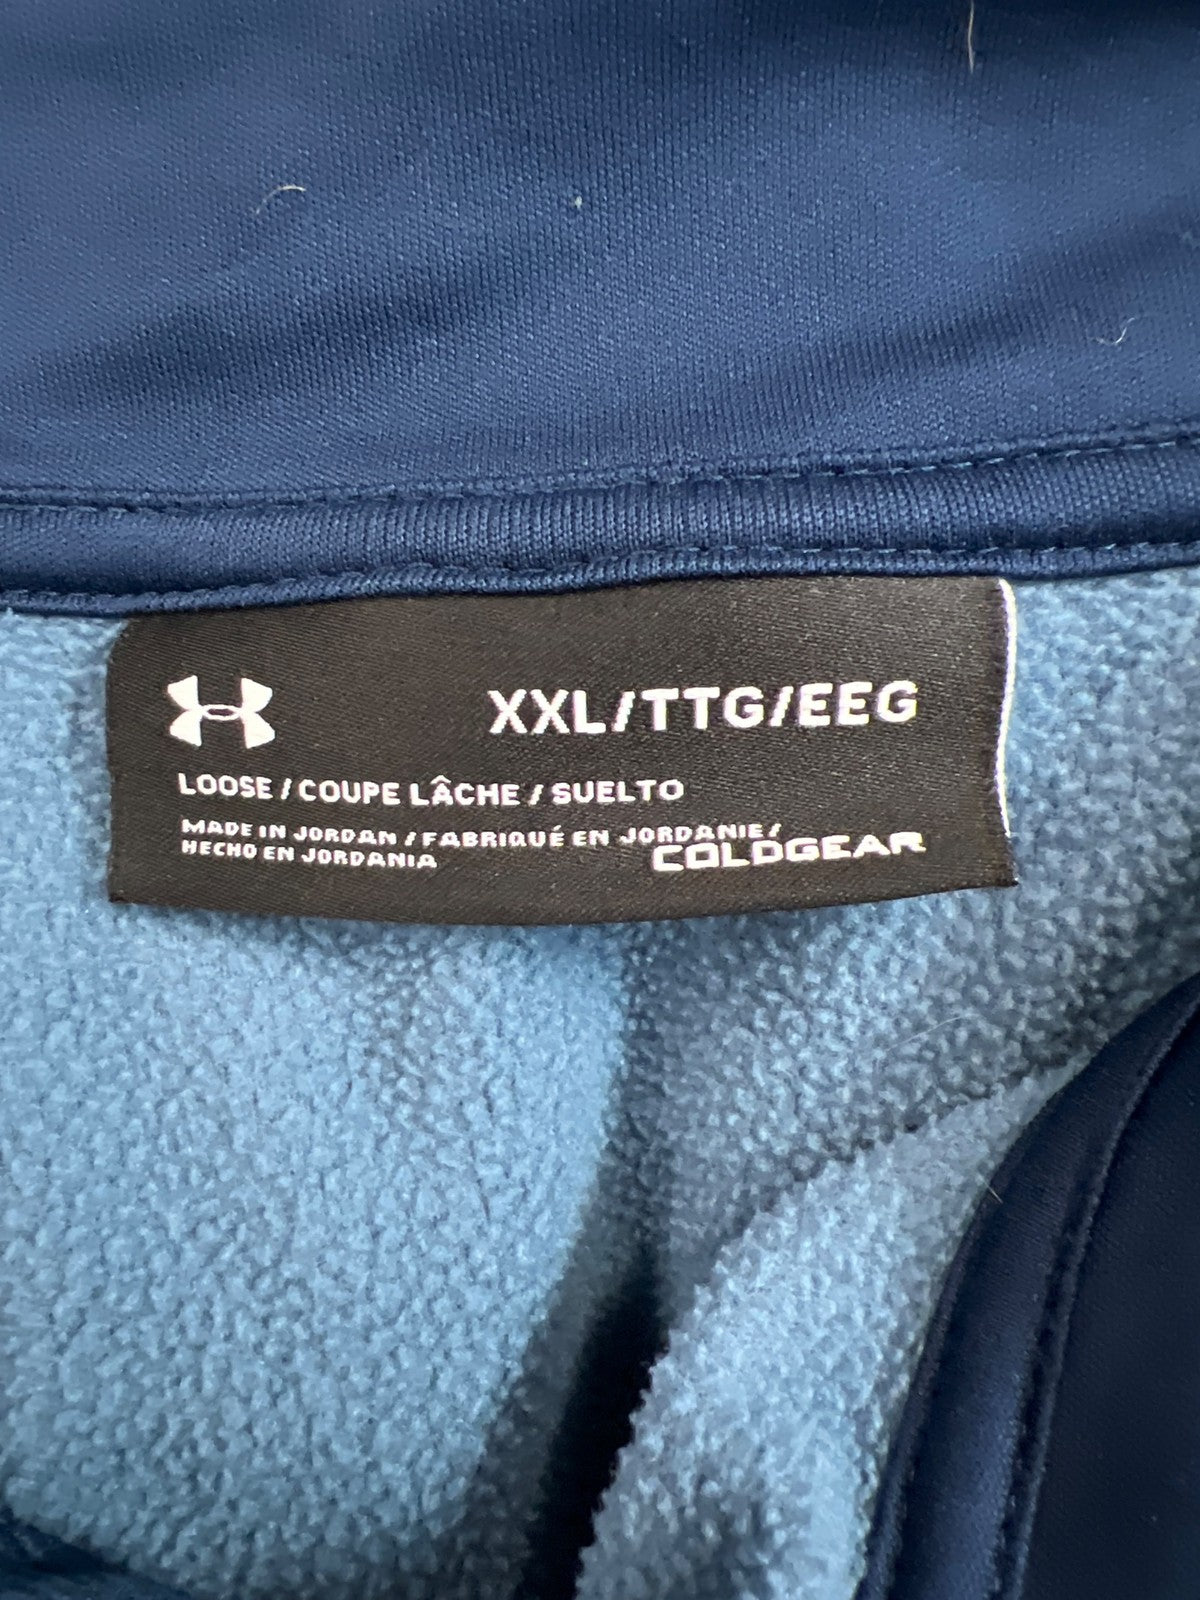 XXL/TTG/EEG
LOOSE / COUPE LÂCHE / SUELTO
MADE IN JORDAN / FABRIQUÉ EN JORDANIE /
HECHO EN JORDANIA
COLDGEAR